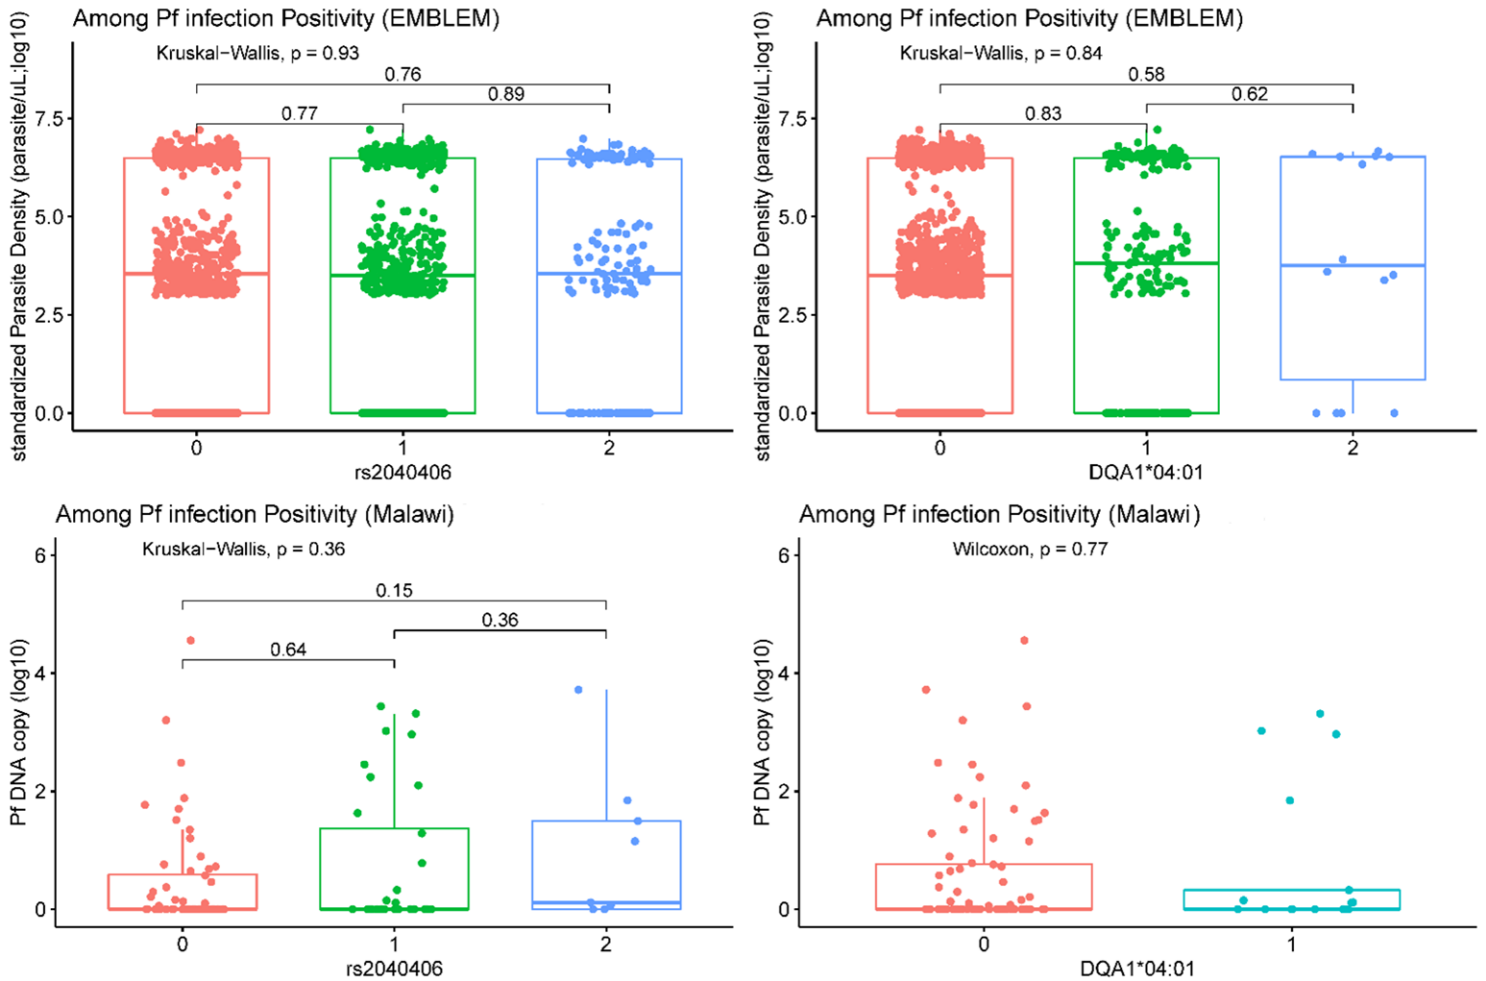 Among Pf infection Positivity (EMBLEM)
Kruskal−Wallis, p = 0.93
0.76
0.89
0.77
standardized Parasite Density (parasite/uL;log10)
7.5
5.0
2.5
0.0
0 1 2
rs2040406
Among Pf infection Positivity (EMBLEM)
Kruskal−Wallis, p = 0.84
0.58
0.62
0.83
standardized Parasite Density (parasite/uL;log10)
7.5
5.0
2.5
0.0
0 1 2
DQA1*04:01
Among Pf infection Positivity (Malawi)
Kruskal−Wallis, p = 0.36
0.15
0.36
0.64
Pf DNA copy (log10)
6
4
2
0
0 1 2
rs2040406
Among Pf infection Positivity (Malawi)
Wilcoxon, p = 0.77
Pf DNA copy (log10)
6
4
2
0
0 1
DQA1*04:01